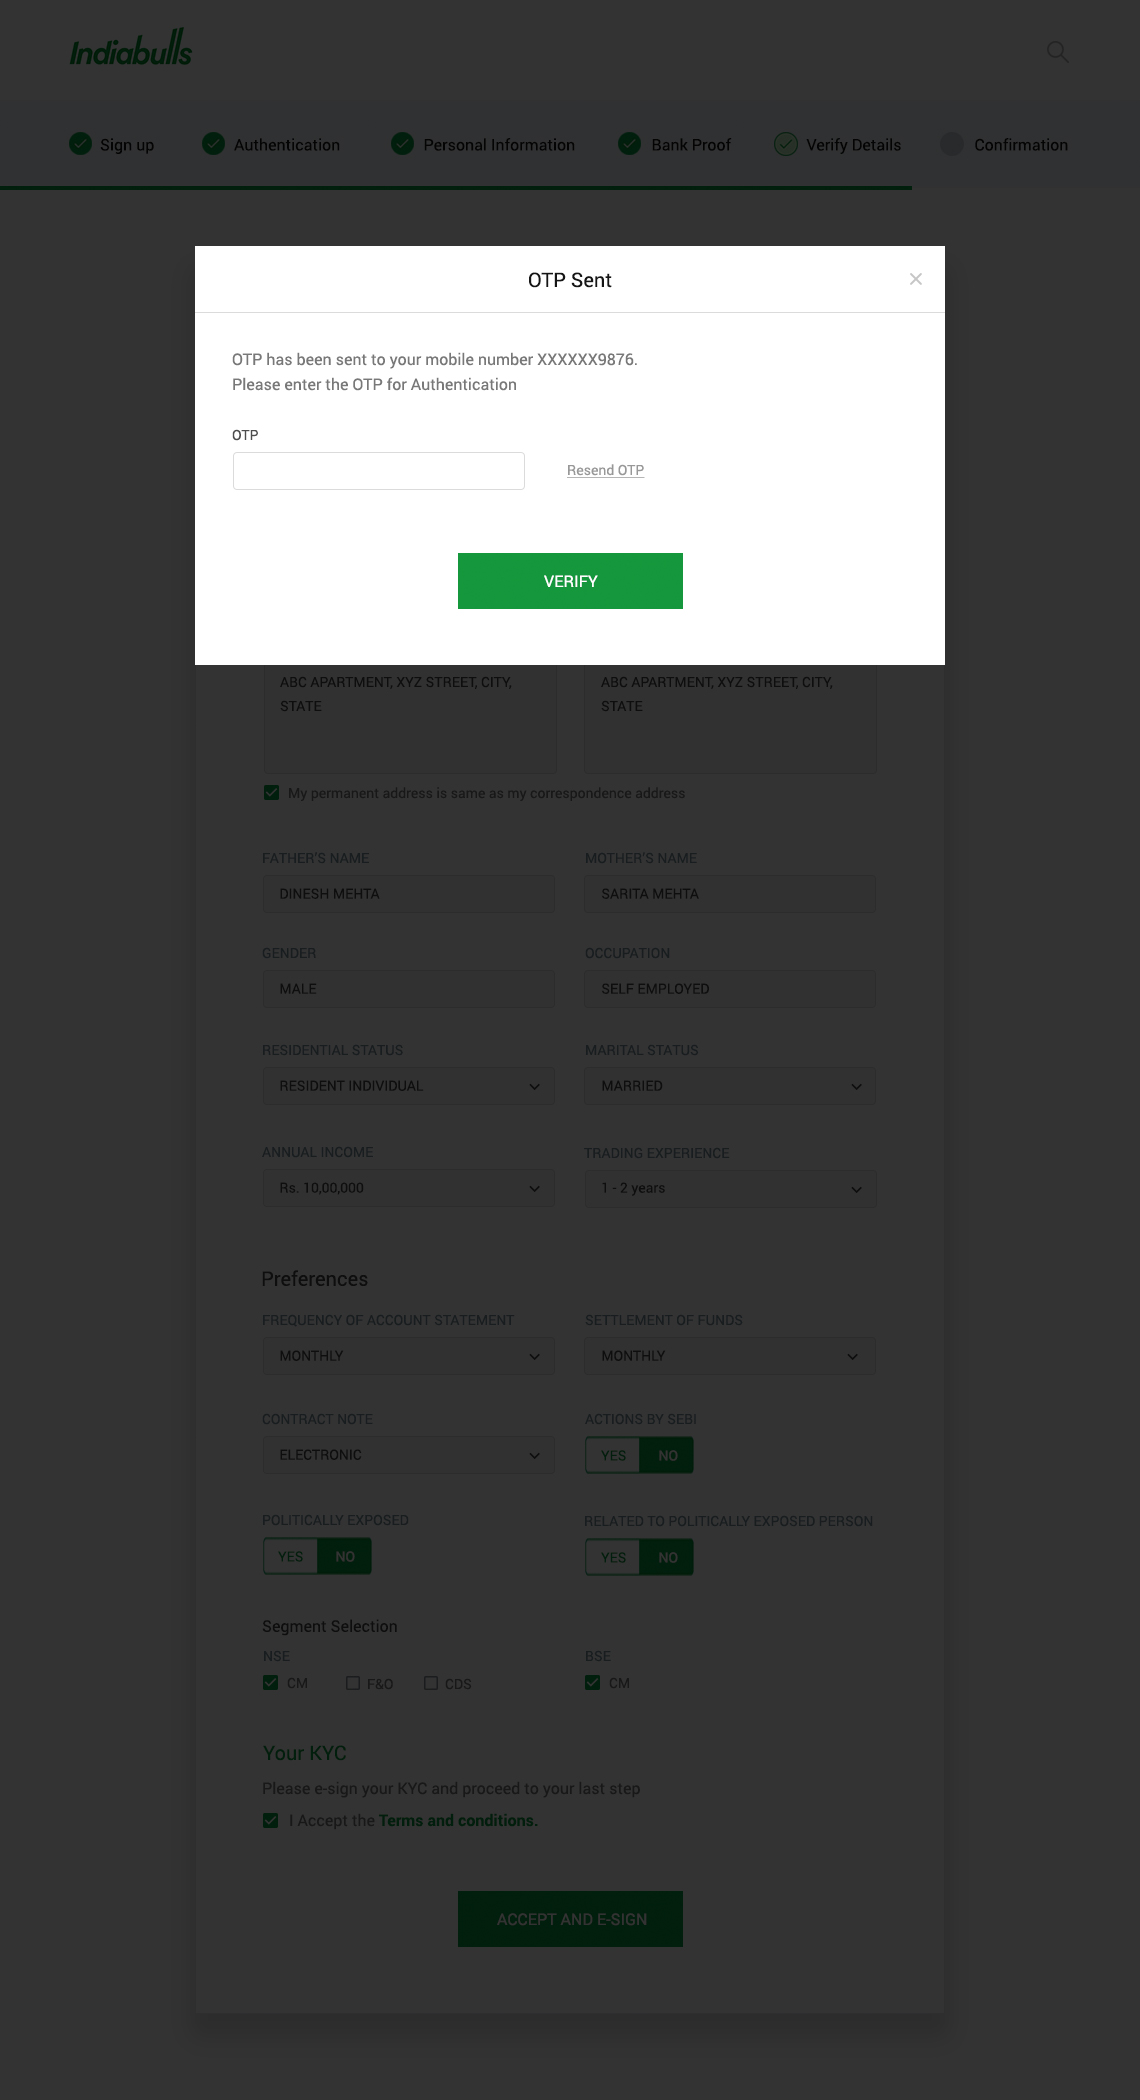 Indiabulls
Sign up
Authentication
Personal Information
Bank Proof
Verify Details
Confirmation
OTP Sent
OTP has been sent to your mobile number XXXXXX9876.
Please enter the OTP for Authentication
OTP
Resend OTP
VERIFY
ABC APARTMENT, XYZ STREET, CITY,
STATE
ABC APARTMENT, XYZ STREET, CITY,
STATE
My permanent address is same as my correspondence address
FATHER'S NAME
MOTHER'S NAME
DINESH MEHTA
SARITA MEHTA
GENDER
OCCUPATION
MALE
SELF EMPLOYED
RESIDENTIAL STATUS
MARITAL STATUS
RESIDENT INDIVIDUAL
MARRIED
ANNUAL INCOME
TRADING EXPERIENCE
Rs. 10,00,000
1 - 2 years
Preferences
FREQUENCY OF ACCOUNT STATEMENT
SETTLEMENT OF FUNDS
MONTHLY
MONTHLY
CONTRACT NOTE
ACTIONS BY SEBI
ELECTRONIC
YES NO
POLITICALLY EXPOSED
RELATED TO POLITICALLY EXPOSED PERSON
YES NO
YES NO
Segment Selection
NSE
BSE
CM
F&O
CDS
CM
Your KYC
Please e-sign your KYC and proceed to your last step
I Accept the Terms and conditions.
ACCEPT AND E-SIGN